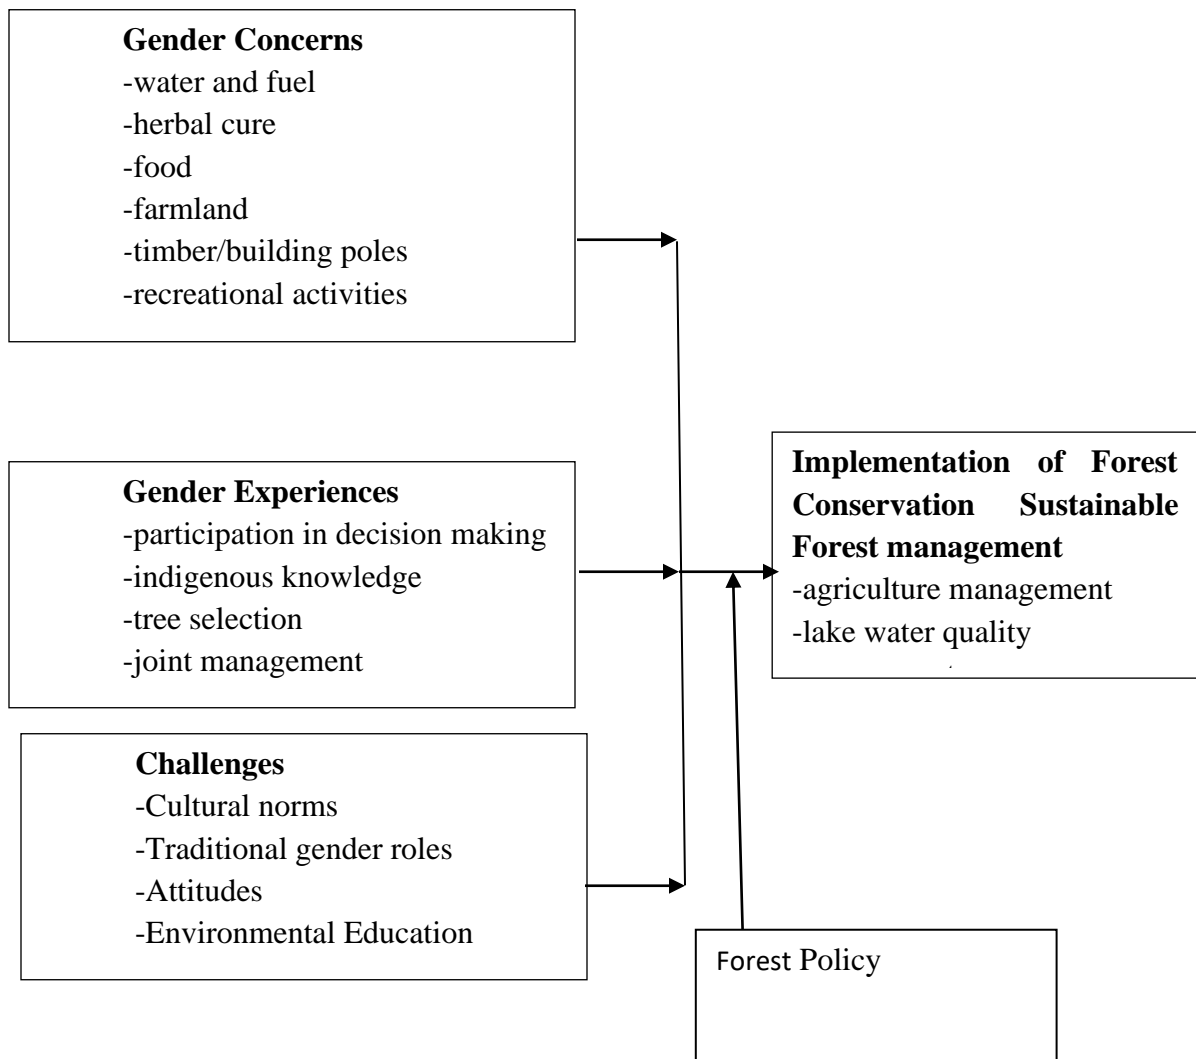 Gender Concerns
-water and fuel
-herbal cure
-food
-farmland
-timber/building poles
-recreational activities
Gender Experiences
-participation in decision making
-indigenous knowledge
-tree selection
-joint management
Challenges
-Cultural norms
-Traditional gender roles
-Attitudes
-Environmental Education
Implementation of Forest
Conservation Sustainable
Forest management
-agriculture management
-lake water quality
Forest Policy